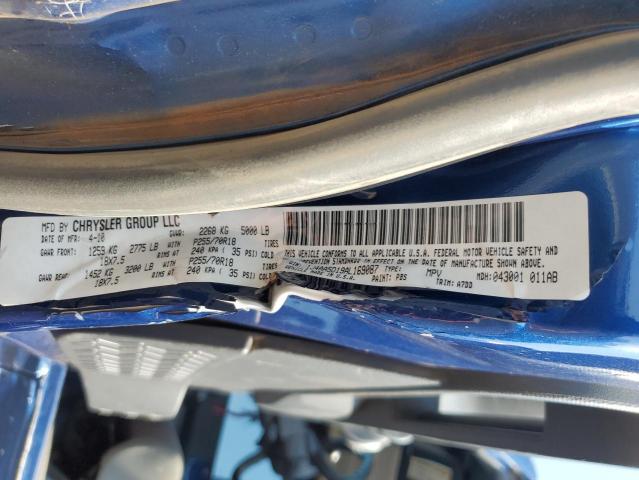 MFD BY CHRYSLER GROUP LLC
DATE OF MFR: 4-10 GVWR: 2268 KG 5000 LB
GAWR FRONT: 1259 KG 2775 LB WITH P255/70R18 TIRES
18X7.5 RIMS AT 240 KPA ( 35 PSI) COLD
GAWR REAR: 1452 KG 3200 LB WITH P255/70R18 TIRES
18X7.5 RIMS AT 240 KPA ( 35 PSI) COLD
THIS VEHICLE CONFORMS TO ALL APPLICABLE U.S.A. FEDERAL MOTOR VEHICLE SAFETY AND
THEFT PREVENTION STANDARDS IN EFFECT ON THE DATE OF MANUFACTURE SHOWN ABOVE.
TYPE: MPV MDH: 043001 011AB
U.S.A. PAINT: PBS TRIM: A7DD